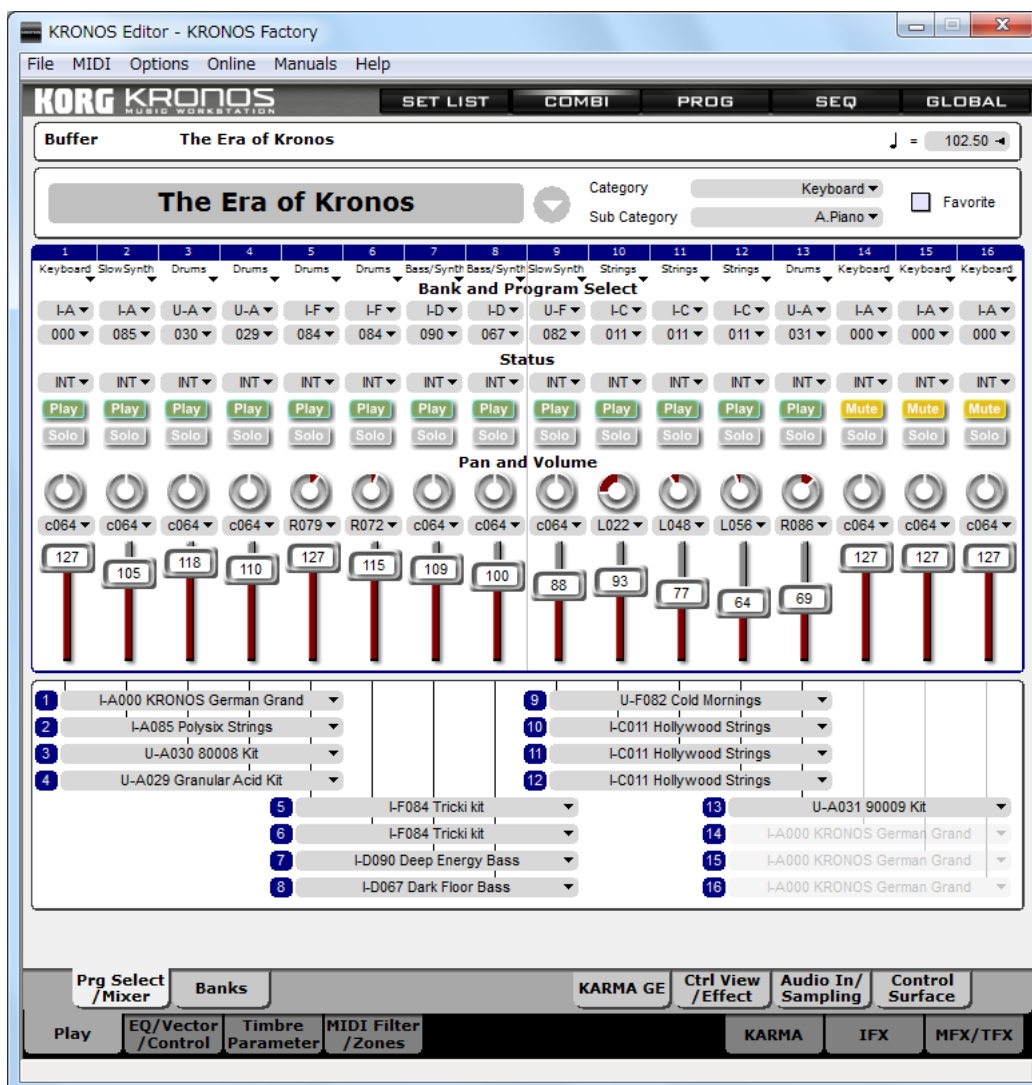 KRONOS Editor - KRONOS Factory
File MIDI Options Online Manuals Help
KORG KRONOS SET LIST COMBI PROG SEQ GLOBAL
MUSIC WORKSTATION
Buffer The Era of Kronos ♩ = 102.50
The Era of Kronos
Category Keyboard
Sub Category A.Piano
Favorite
1 2 3 4 5 6 7 8 9 10 11 12 13 14 15 16
Keyboard SlowSynth Drums Drums Drums Drums Bass/Synth Bass/Synth SlowSynth Strings Strings Strings Drums Keyboard Keyboard Keyboard
Bank and Program Select
I-A I-A U-A U-A I-F I-F I-D I-D U-F I-C I-C I-C U-A I-A I-A I-A
000 085 030 029 084 084 090 067 082 011 011 011 031 000 000 000
Status
INT INT INT INT INT INT INT INT INT INT INT INT INT INT INT INT
Play Play Play Play Play Play Play Play Play Play Play Play Play Mute Mute Mute
Solo Solo Solo Solo Solo Solo Solo Solo Solo Solo Solo Solo Solo Solo Solo Solo
Pan and Volume
c064 c064 c064 c064 R079 R072 c064 c064 c064 L022 L048 L056 R086 c064 c064 c064
127 105 118 110 127 115 109 100 88 93 77 64 69 127 127 127
1 I-A000 KRONOS German Grand
2 I-A085 Polysix Strings
3 U-A030 80008 Kit
4 U-A029 Granular Acid Kit
5 I-F084 Tricki kit
6 I-F084 Tricki kit
7 I-D090 Deep Energy Bass
8 I-D067 Dark Floor Bass
9 U-F082 Cold Mornings
10 I-C011 Hollywood Strings
11 I-C011 Hollywood Strings
12 I-C011 Hollywood Strings
13 U-A031 90009 Kit
14 I-A000 KRONOS German Grand
15 I-A000 KRONOS German Grand
16 I-A000 KRONOS German Grand
Prg Select
/Mixer
Banks
KARMA GE
Ctrl View
/Effect
Audio In/
Sampling
Control
Surface
Play
EQ/Vector
/Control
Timbre
Parameter
MIDI Filter
/Zones
KARMA
IFX
MFX/TFX